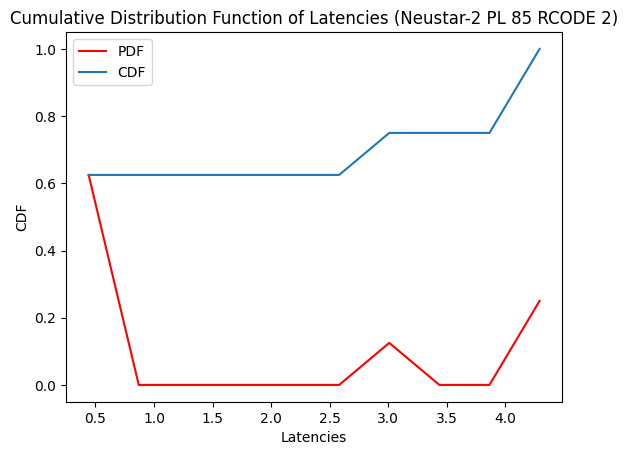 Cumulative Distribution Function of Latencies (Neustar-2 PL 85 RCODE 2)
PDF
CDF
1.0
0.8
0.6
0.4
0.2
0.0
CDF
0.5 1.0 1.5 2.0 2.5 3.0 3.5 4.0
Latencies